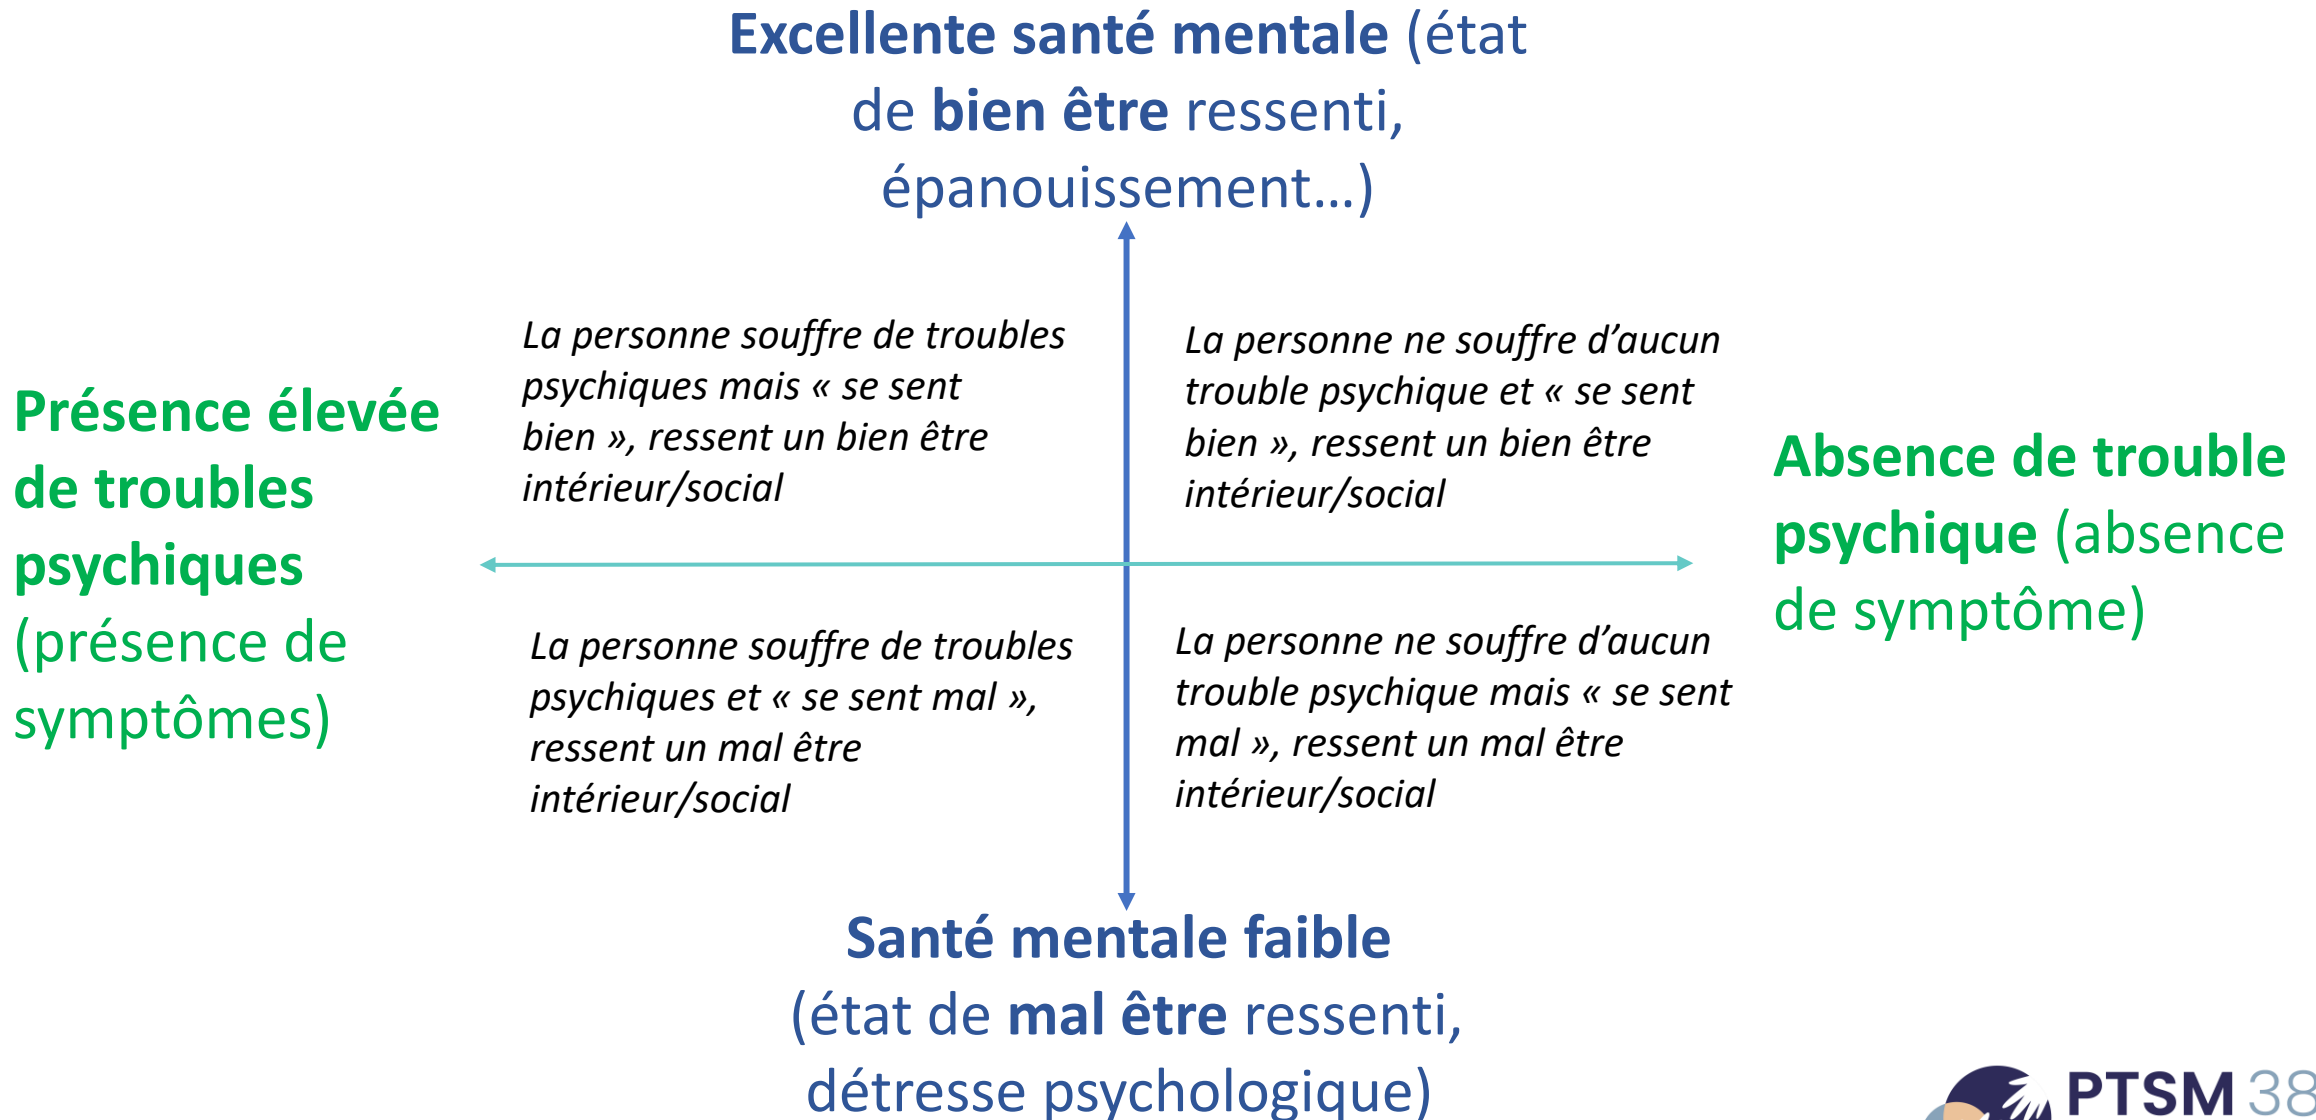 Excellente santé mentale (état
de bien être ressenti,
épanouissement…)
La personne souffre de troubles
psychiques mais « se sent
bien », ressent un bien être
intérieur/social
La personne ne souffre d’aucun
trouble psychique et « se sent
bien », ressent un bien être
intérieur/social
Présence élevée
de troubles
psychiques
(présence de
symptômes)
Absence de trouble
psychique (absence
de symptôme)
La personne souffre de troubles
psychiques et « se sent mal »,
ressent un mal être
intérieur/social
La personne ne souffre d’aucun
trouble psychique mais « se sent
mal », ressent un mal être
intérieur/social
Santé mentale faible
(état de mal être ressenti,
détresse psychologique)
PTSM 38